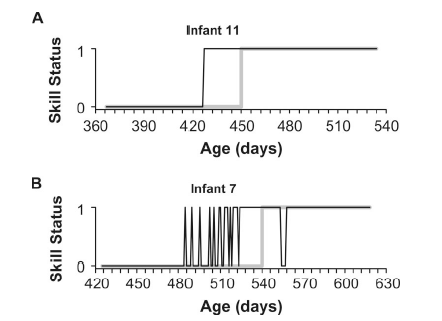 A
Infant 11
Skill Status
1
0
360 390 420 450 480 510 540
Age (days)
B
Infant 7
Skill Status
1
0
420 450 480 510 540 570 600 630
Age (days)